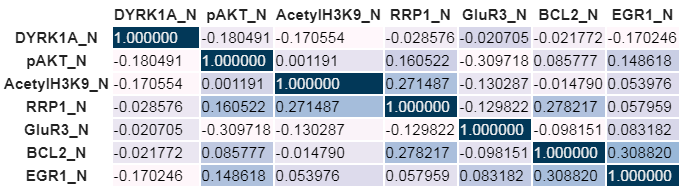 DYRK1A_N pAKT_N AcetylH3K9_N RRP1_N GluR3_N BCL2_N EGR1_N
DYRK1A_N 1.000000 -0.180491 -0.170554 -0.028576 -0.020705 -0.021772 -0.170246
pAKT_N -0.180491 1.000000 0.001191 0.160522 -0.309718 0.085777 0.148618
AcetylH3K9_N -0.170554 0.001191 1.000000 0.271487 -0.130287 -0.014790 0.053976
RRP1_N -0.028576 0.160522 0.271487 1.000000 -0.129822 0.278217 0.057959
GluR3_N -0.020705 -0.309718 -0.130287 -0.129822 1.000000 -0.098151 0.083182
BCL2_N -0.021772 0.085777 -0.014790 0.278217 -0.098151 1.000000 0.308820
EGR1_N -0.170246 0.148618 0.053976 0.057959 0.083182 0.308820 1.000000